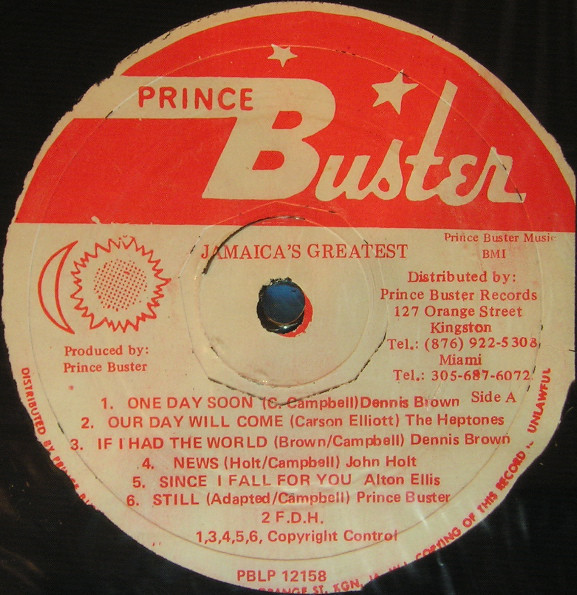 PRINCE
Buster
JAMAICA'S GREATEST
Prince Buster Music
BMI
Distributed by:
Prince Buster Records
127 Orange Street
Kingston
Tel.: (876) 922-5308
Miami
Tel.: 305-687-6072
Produced by:
Prince Buster
Side A
1. ONE DAY SOON (C. Campbell) Dennis Brown
2. OUR DAY WILL COME (Carson Elliott) The Heptones
3. IF I HAD THE WORLD (Brown/Campbell) Dennis Brown
4. NEWS (Holt/Campbell) John Holt
5. SINCE I FALL FOR YOU Alton Ellis
6. STILL (Adapted/Campbell) Prince Buster
2 F.D.H.
1,3,4,5,6, Copyright Control
PBLP 12158
DISTRIBUTED BY
ORANGE ST. KGN,
COPYING OF THIS RECORD
UNLAWFUL